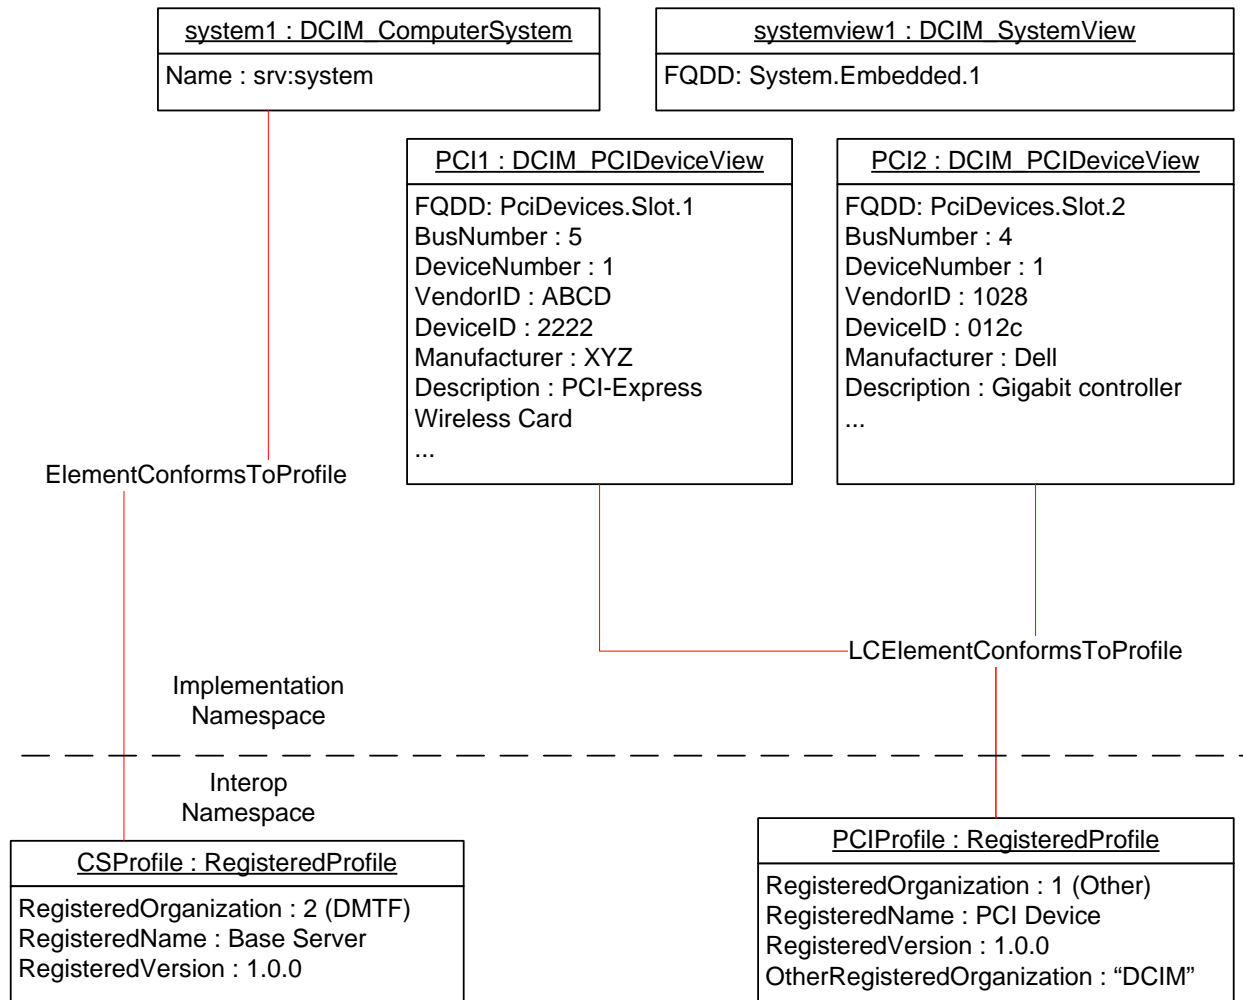 system1 : DCIM_ComputerSystem
Name : srv:system
systemview1 : DCIM_SystemView
FQDD: System.Embedded.1
PCI1 : DCIM_PCIDeviceView
FQDD: PciDevices.Slot.1
BusNumber : 5
DeviceNumber : 1
VendorID : ABCD
DeviceID : 2222
Manufacturer : XYZ
Description : PCI-Express
Wireless Card
...
PCI2 : DCIM_PCIDeviceView
FQDD: PciDevices.Slot.2
BusNumber : 4
DeviceNumber : 1
VendorID : 1028
DeviceID : 012c
Manufacturer : Dell
Description : Gigabit controller
...
ElementConformsToProfile
LCElementConformsToProfile
Implementation
Namespace
Interop
Namespace
CSProfile : RegisteredProfile
RegisteredOrganization : 2 (DMTF)
RegisteredName : Base Server
RegisteredVersion : 1.0.0
PCIProfile : RegisteredProfile
RegisteredOrganization : 1 (Other)
RegisteredName : PCI Device
RegisteredVersion : 1.0.0
OtherRegisteredOrganization : “DCIM”